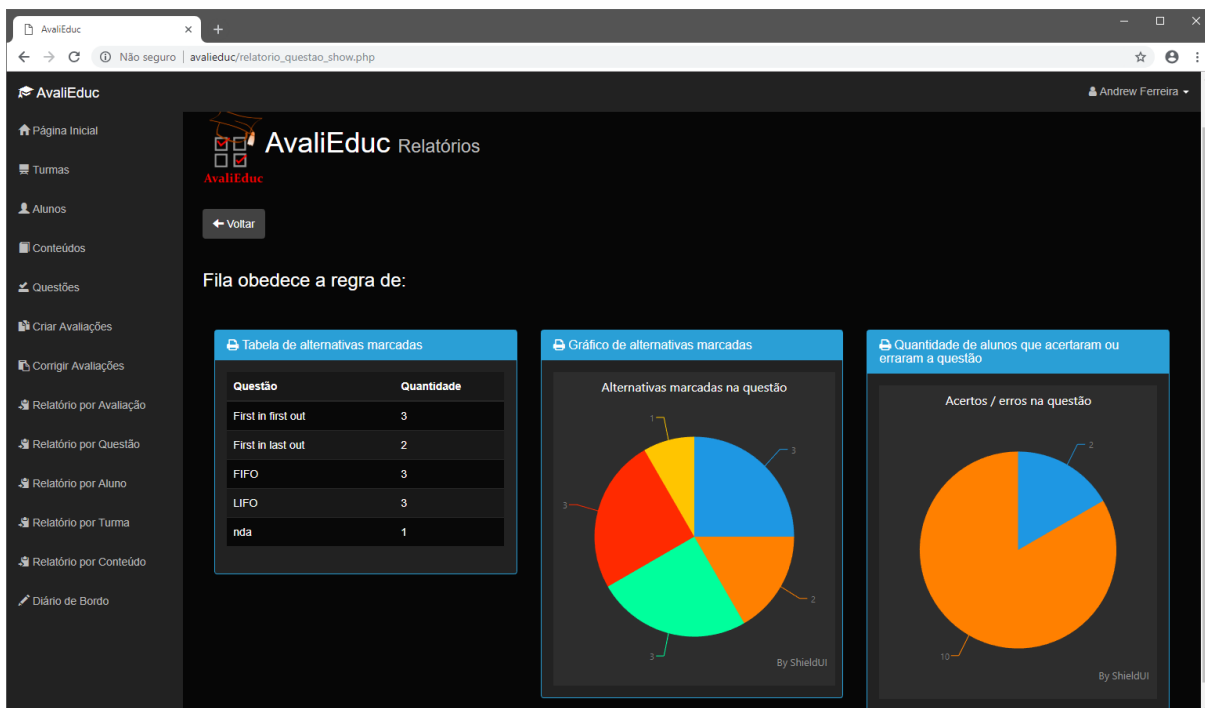 AvaliEduc
Não seguro | avalieduc/relatorio_questao_show.php
AvaliEduc
Andrew Ferreira
Página Inicial
Turmas
Alunos
Conteúdos
Questões
Criar Avaliações
Corrigir Avaliações
Relatório por Avaliação
Relatório por Questão
Relatório por Aluno
Relatório por Turma
Relatório por Conteúdo
Diário de Bordo
AvaliEduc
AvaliEduc Relatórios
Voltar
Fila obedece a regra de:
Tabela de alternativas marcadas
Questão Quantidade
First in first out 3
First in last out 2
FIFO 3
LIFO 3
nda 1
Gráfico de alternativas marcadas
Alternativas marcadas na questão
1
3
3
2
3
By ShieldUI
Quantidade de alunos que acertaram ou
erraram a questão
Acertos / erros na questão
2
10
By ShieldUI